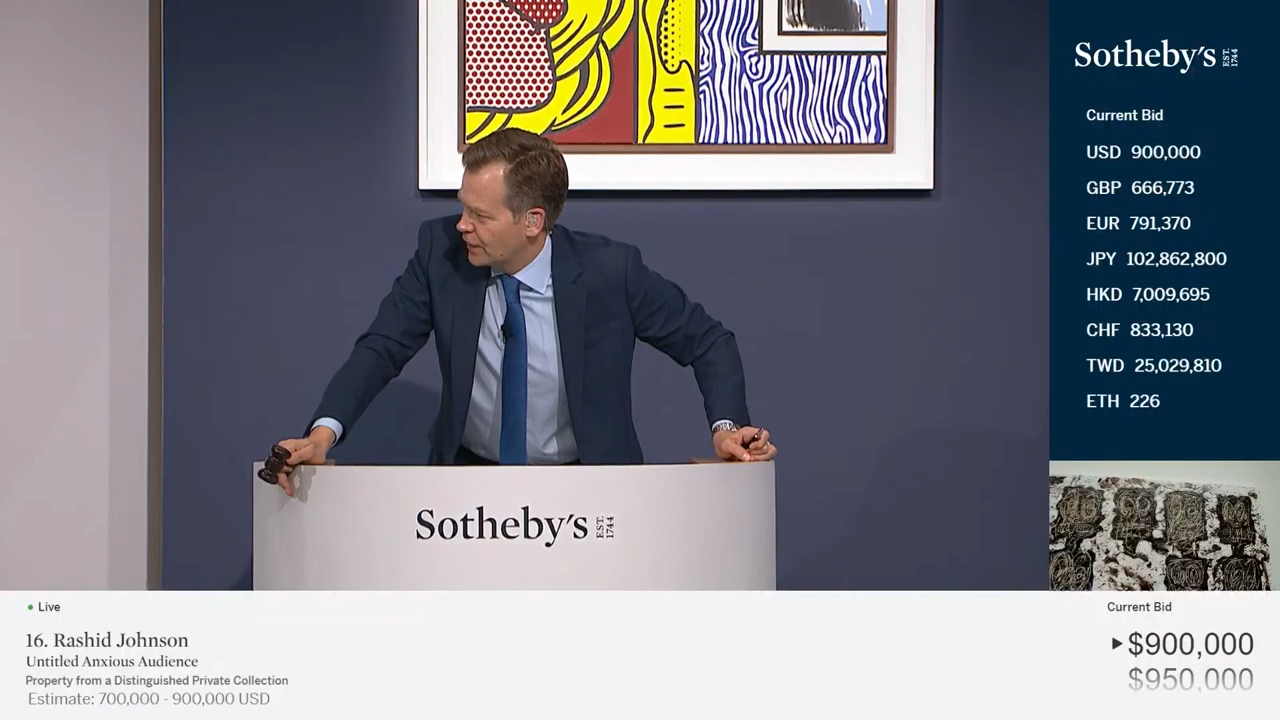 Sotheby's EST. 1744
Current Bid
USD 900,000
GBP 666,773
EUR 791,370
JPY 102,862,800
HKD 7,009,695
CHF 833,130
TWD 25,029,810
ETH 226
Sotheby's EST. 1744
Live
16. Rashid Johnson
Untitled Anxious Audience
Property from a Distinguished Private Collection
Estimate: 700,000 - 900,000 USD
Current Bid
$900,000
$950,000